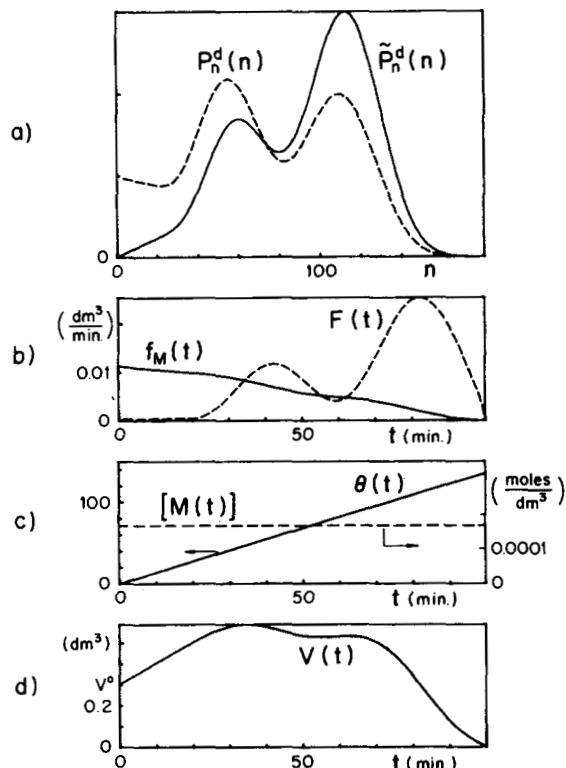 a)
P_n^d(n)
P̃_n^d(n)
0
0
100
n
b)
(dm³/min.)
0.01
0
f_M(t)
F(t)
0
50
t (min.)
c)
100
0
[M(t)]
θ(t)
(moles/dm³)
0.0001
0
0
50
t (min.)
d)
(dm³)
V°
0.2
0
V(t)
0
50
t (min.)